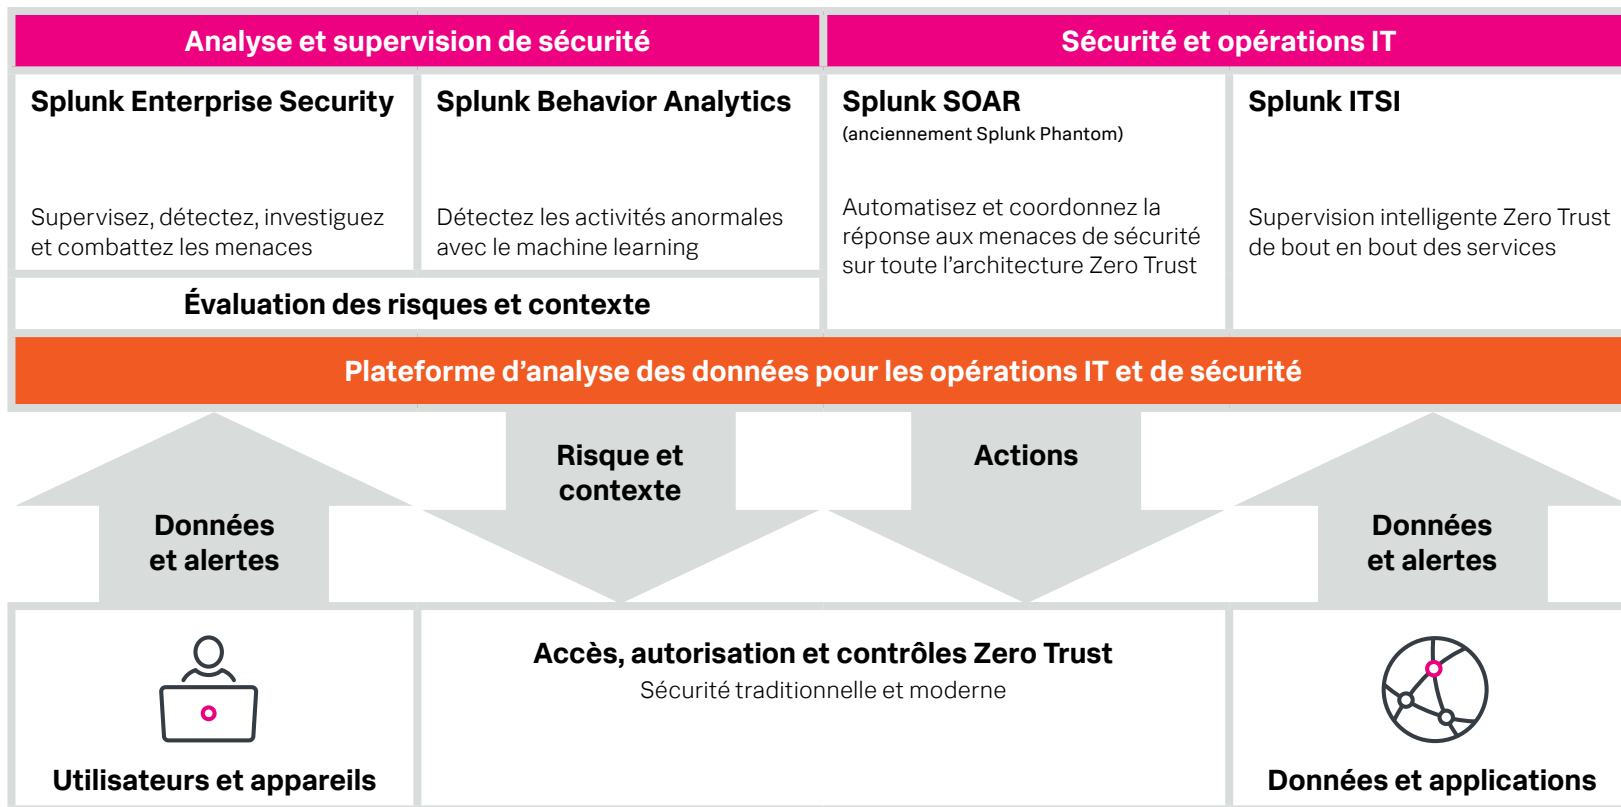 Analyse et supervision de sécurité
Sécurité et opérations IT
Splunk Enterprise Security
Supervisez, détectez, investiguez
et combattez les menaces
Splunk Behavior Analytics
Détectez les activités anormales
avec le machine learning
Splunk SOAR
(anciennement Splunk Phantom)
Automatisez et coordonnez la
réponse aux menaces de sécurité
sur toute l’architecture Zero Trust
Splunk ITSI
Supervision intelligente Zero Trust
de bout en bout des services
Évaluation des risques et contexte
Plateforme d’analyse des données pour les opérations IT et de sécurité
Données
et alertes
Risque et
contexte
Actions
Données
et alertes
Utilisateurs et appareils
Accès, autorisation et contrôles Zero Trust
Sécurité traditionnelle et moderne
Données et applications